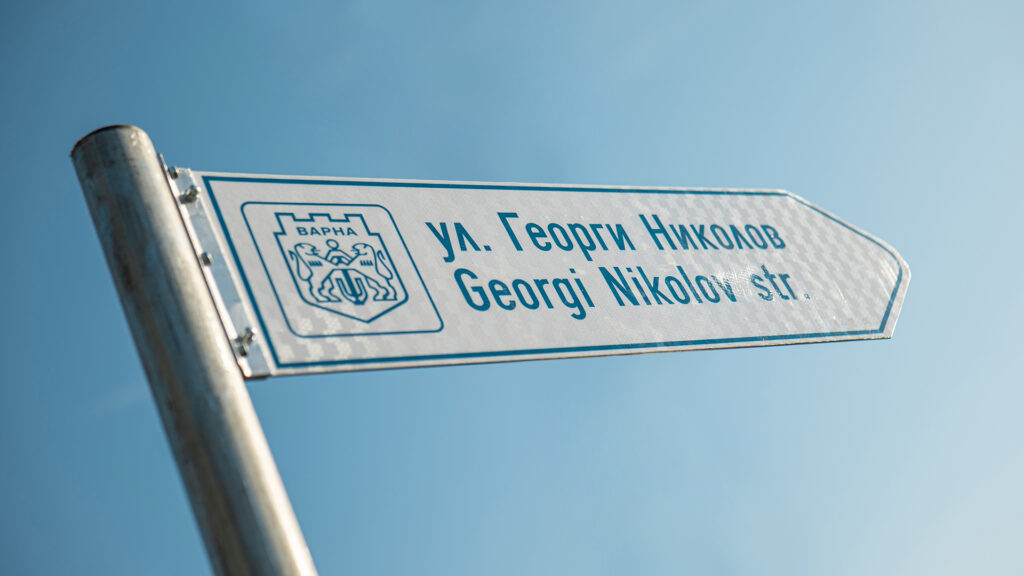 ВАРНА
ул. Георги Николов
Georgi Nikolov str.